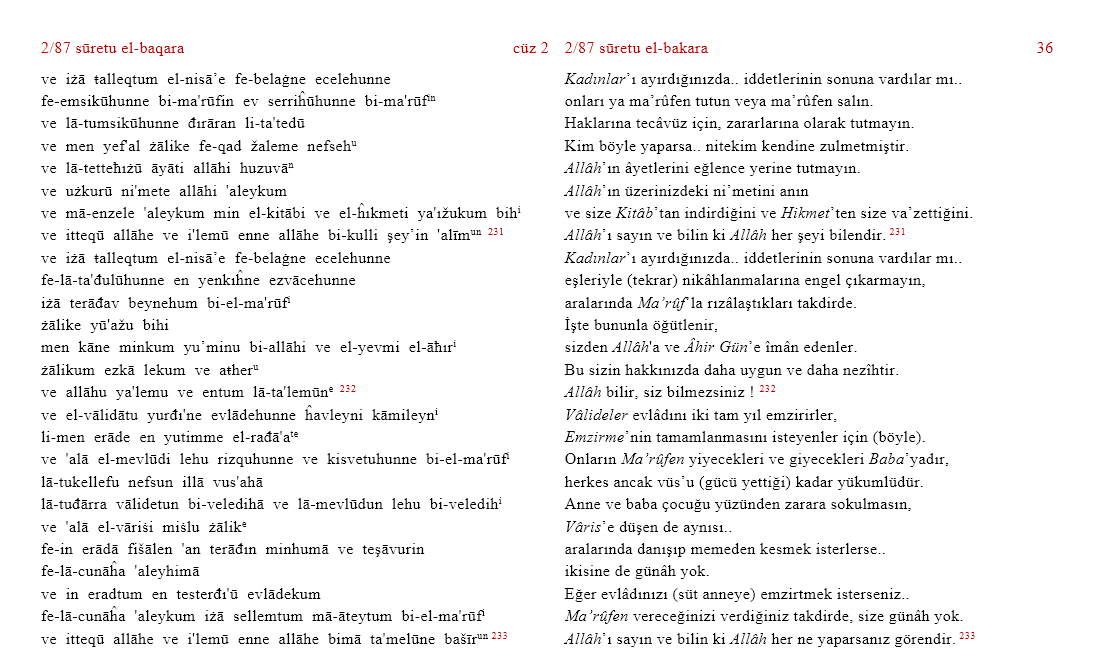 2/87 sūretu el-baqara cüz 2
ve iżā ŧalleqtum el-nisā’e fe-belaġne ecelehunne
fe-emsikūhunne bi-ma'rūfin ev serriĥūhunne bi-ma'rūfⁱⁿ
ve lā-tumsikūhunne đırāran li-ta'tedū
ve men yef'al żālike fe-qad žaleme nefsehᵘ
ve lā-tetteħıżū āyāti allāhi huzuvāⁿ
ve użkurū ni'mete allāhi 'aleykum
ve mā-enzele 'aleykum min el-kitābi ve el-ĥıkmeti ya'ıžukum bihⁱ
ve itteqū allāhe ve i'lemū enne allāhe bi-kulli şey’in 'alīmᵘⁿ 231
ve iżā ŧalleqtum el-nisā’e fe-belaġne ecelehunne
fe-lā-ta'đulūhunne en yenkıĥne ezvācehunne
iżā terāđav beynehum bi-el-ma'rūfⁱ
żālike yū'ažu bihi
men kāne minkum yu’minu bi-allāhi ve el-yevmi el-āħırⁱ
żālikum ezkā lekum ve aŧherᵘ
ve allāhu ya'lemu ve entum lā-ta'lemūnᵉ 232
ve el-vālidātu yurđı'ne evlādehunne ĥavleyni kāmileynⁱ
li-men erāde en yutimme el-rađā'aᵗᵉ
ve 'alā el-mevlūdi lehu rizquhunne ve kisvetuhunne bi-el-ma'rūfⁱ
lā-tukellefu nefsun illā vus'ahā
lā-tuđārra vālidetun bi-veledihā ve lā-mevlūdun lehu bi-veledihⁱ
ve 'alā el-vāriṡi miṡlu żālikᵉ
fe-in erādā fišālen 'an terāđın minhumā ve teşāvurin
fe-lā-cunāĥa 'aleyhimā
ve in eradtum en testerđı'ū evlādekum
fe-lā-cunāĥa 'aleykum iżā sellemtum mā-āteytum bi-el-ma'rūfⁱ
ve itteqū allāhe ve i'lemū enne allāhe bimā ta'melūne bašīrᵘⁿ 233
2/87 sūretu el-bakara 36
Kadınlar’ı ayırdığınızda.. iddetlerinin sonuna vardılar mı..
onları ya ma’rûfen tutun veya ma’rûfen salın.
Haklarına tecâvüz için, zararlarına olarak tutmayın.
Kim böyle yaparsa.. nitekim kendine zulmetmiştir.
Allâh’ın âyetlerini eğlence yerine tutmayın.
Allâh’ın üzerinizdeki ni’metini anın
ve size Kitâb’tan indirdiğini ve Hikmet’ten size va’zettiğini.
Allâh’ı sayın ve bilin ki Allâh her şeyi bilendir. 231
Kadınlar’ı ayırdığınızda.. iddetlerinin sonuna vardılar mı..
eşleriyle (tekrar) nikâhlanmalarına engel çıkarmayın,
aralarında Ma’rûf'la rızâlaştıkları takdirde.
İşte bununla öğütlenir,
sizden Allâh'a ve Âhir Gün’e îmân edenler.
Bu sizin hakkınızda daha uygun ve daha nezîhtir.
Allâh bilir, siz bilmezsiniz ! 232
Vâlideler evlâdını iki tam yıl emzirirler,
Emzirme’nin tamamlanmasını isteyenler için (böyle).
Onların Ma’rûfen yiyecekleri ve giyecekleri Baba’yadır,
herkes ancak vüs’u (gücü yettiği) kadar yükümlüdür.
Anne ve baba çocuğu yüzünden zarara sokulmasın,
Vâris’e düşen de aynısı..
aralarında danışıp memeden kesmek isterlerse..
ikisine de günâh yok.
Eğer evlâdınızı (süt anneye) emzirtmek isterseniz..
Ma’rûfen vereceğinizi verdiğiniz takdirde, size günâh yok.
Allâh’ı sayın ve bilin ki Allâh her ne yaparsanız görendir. 233